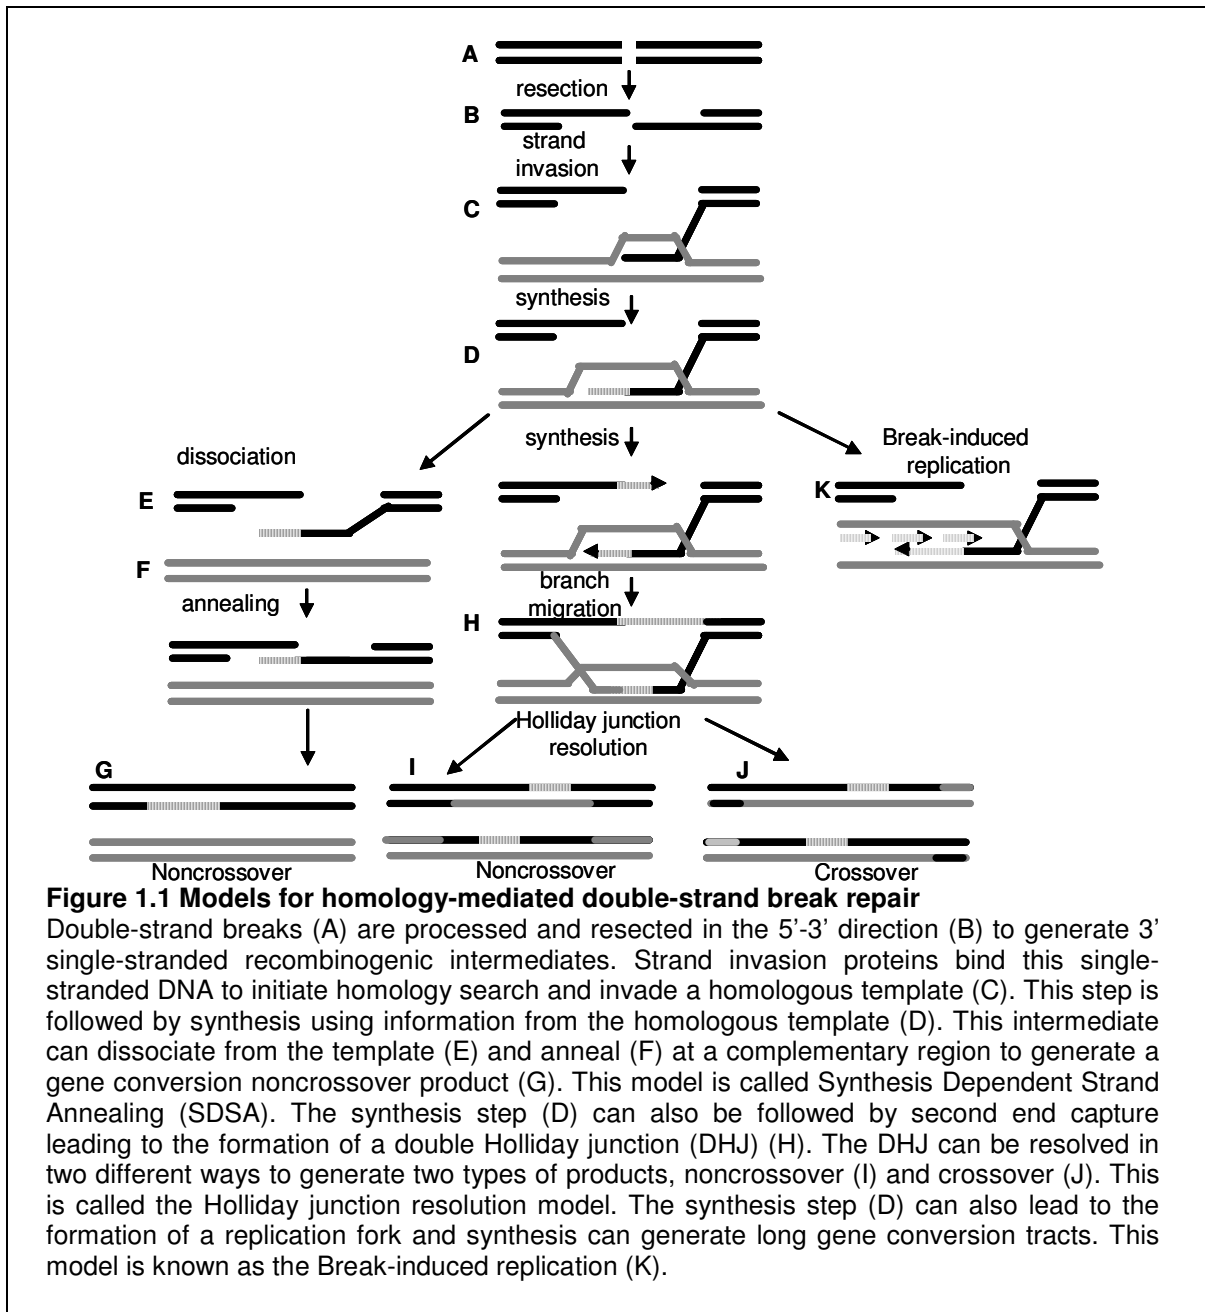 A
resection
B
strand
invasion
C
synthesis
D
synthesis
Break-induced
replication
dissociation
K
E
F
branch
migration
annealing
H
Holliday junction
resolution
G
I
J
Noncrossover
Noncrossover
Crossover
Figure 1.1 Models for homology-mediated double-strand break repair
Double-strand breaks (A) are processed and resected in the 5’-3’ direction (B) to generate 3’
single-stranded recombinogenic intermediates. Strand invasion proteins bind this single-
stranded DNA to initiate homology search and invade a homologous template (C). This step is
followed by synthesis using information from the homologous template (D). This intermediate
can dissociate from the template (E) and anneal (F) at a complementary region to generate a
gene conversion noncrossover product (G). This model is called Synthesis Dependent Strand
Annealing (SDSA). The synthesis step (D) can also be followed by second end capture
leading to the formation of a double Holliday junction (DHJ) (H). The DHJ can be resolved in
two different ways to generate two types of products, noncrossover (I) and crossover (J). This
is called the Holliday junction resolution model. The synthesis step (D) can also lead to the
formation of a replication fork and synthesis can generate long gene conversion tracts. This
model is known as the Break-induced replication (K).